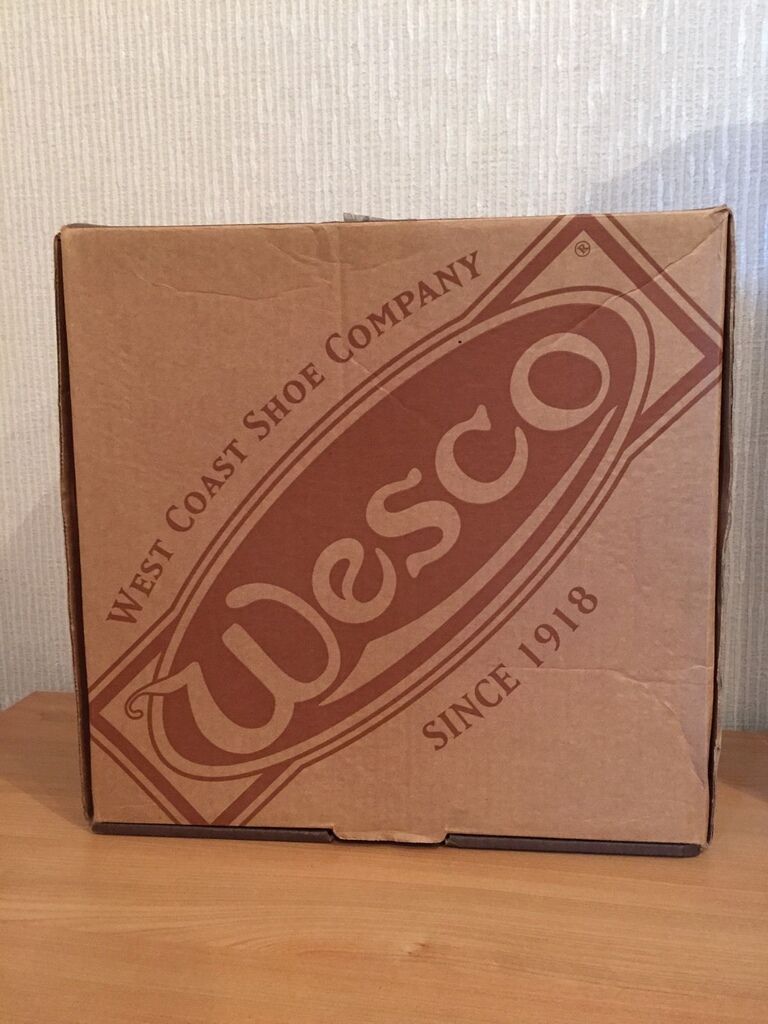 WEST COAST SHOE COMPANY
®
Wesco
SINCE 1918